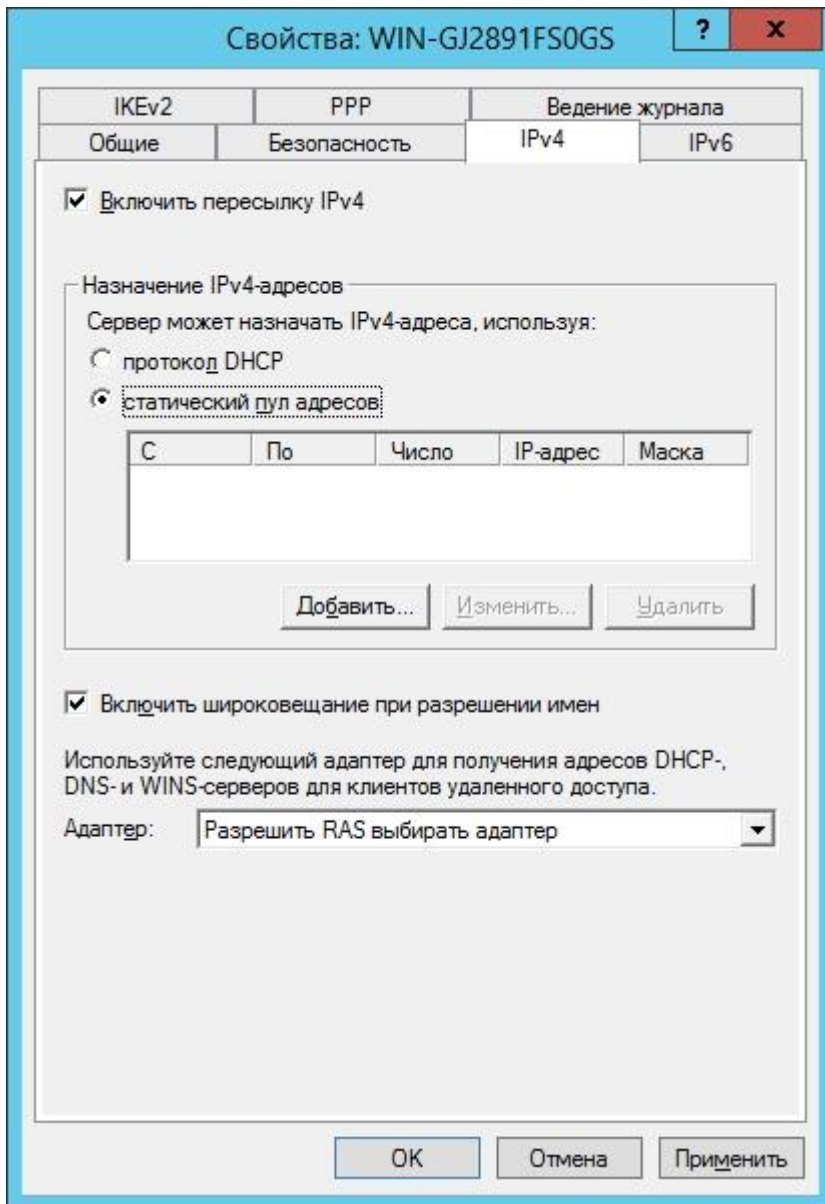 Свойства: WIN-GJ2891FS0GS
?
x
IKEv2
PPP
Ведение журнала
Общие
Безопасность
IPv4
IPv6
Включить пересылку IPv4
Назначение IPv4-адресов
Сервер может назначать IPv4-адреса, используя:
протокол DHCP
статический пул адресов
С
По
Число
IP-адрес
Маска
Добавить...
Изменить...
Удалить
Включить широковещание при разрешении имен
Используйте следующий адаптер для получения адресов DHCP-,
DNS- и WINS-серверов для клиентов удаленного доступа.
Адаптер:
Разрешить RAS выбирать адаптер
OK
Отмена
Применить